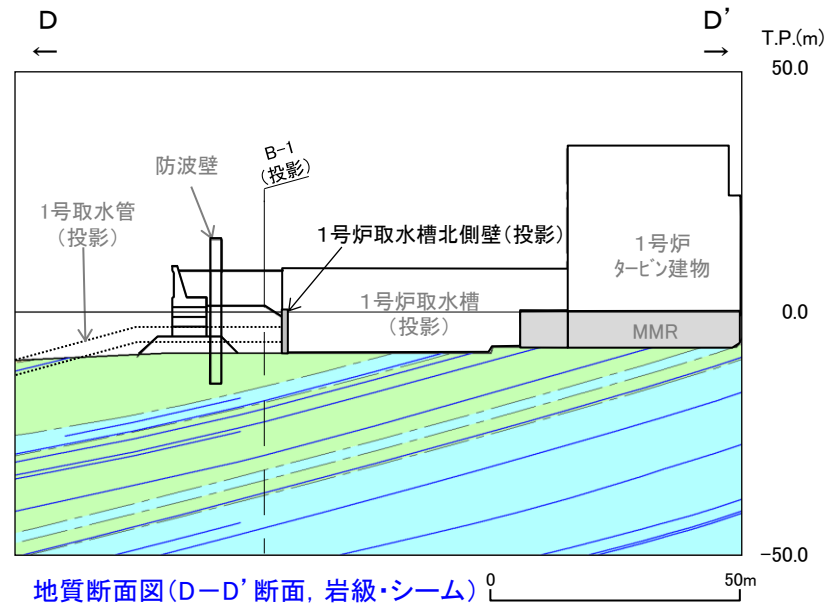 D
D’
←
→
T.P.(m)
50.0
防波壁
B-1
(投影)
1号取水管
(投影)
1号炉取水槽北側壁(投影)
1号炉
タービン建物
1号炉取水槽
(投影)
0.0
MMR
-50.0
地質断面図(D-D’断面, 岩級・シーム)
0
50m